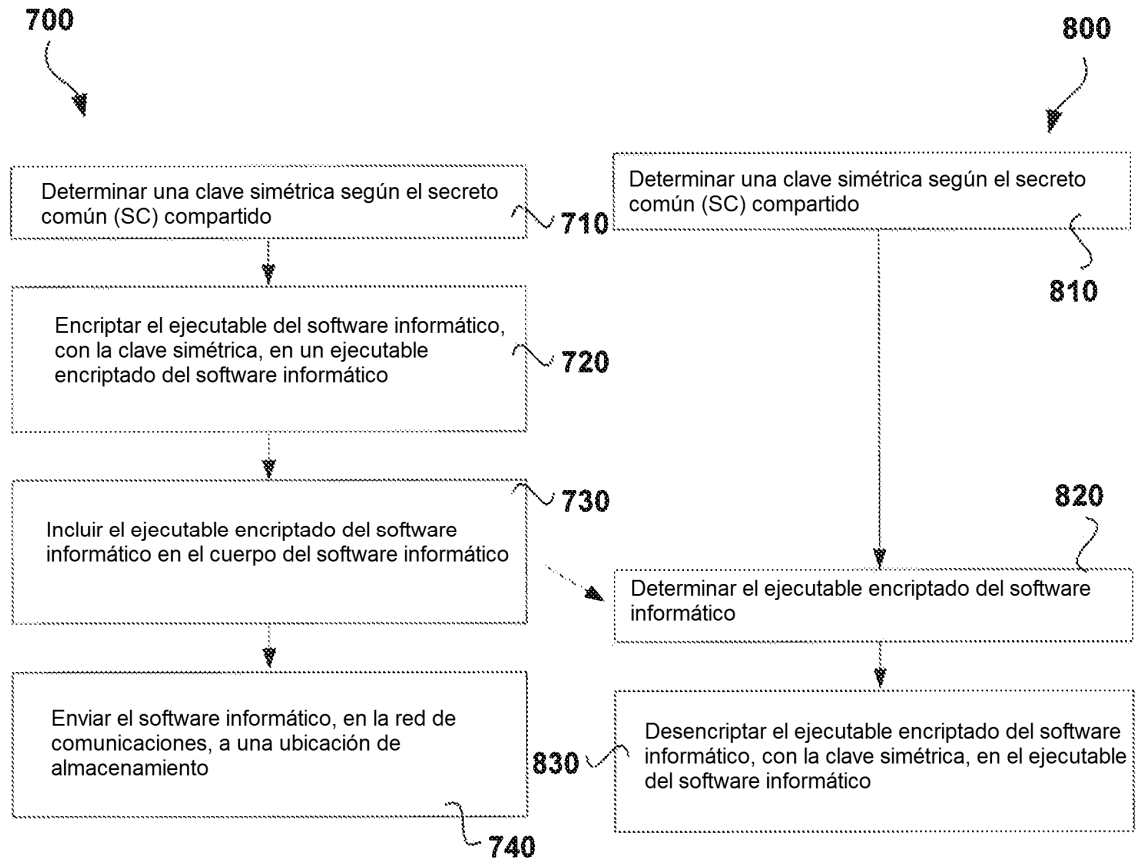 700
800
Determinar una clave simétrica según el secreto
común (SC) compartido
710
Determinar una clave simétrica según el secreto
común (SC) compartido
810
Encriptar el ejecutable del software informático,
con la clave simétrica, en un ejecutable
encriptado del software informático
720
730
Incluir el ejecutable encriptado del software
informático en el cuerpo del software informático
820
Determinar el ejecutable encriptado del software
informático
Enviar el software informático, en la red de
comunicaciones, a una ubicación de
almacenamiento
740
830
Desencriptar el ejecutable encriptado del software
informático, con la clave simétrica, en el ejecutable
del software informático